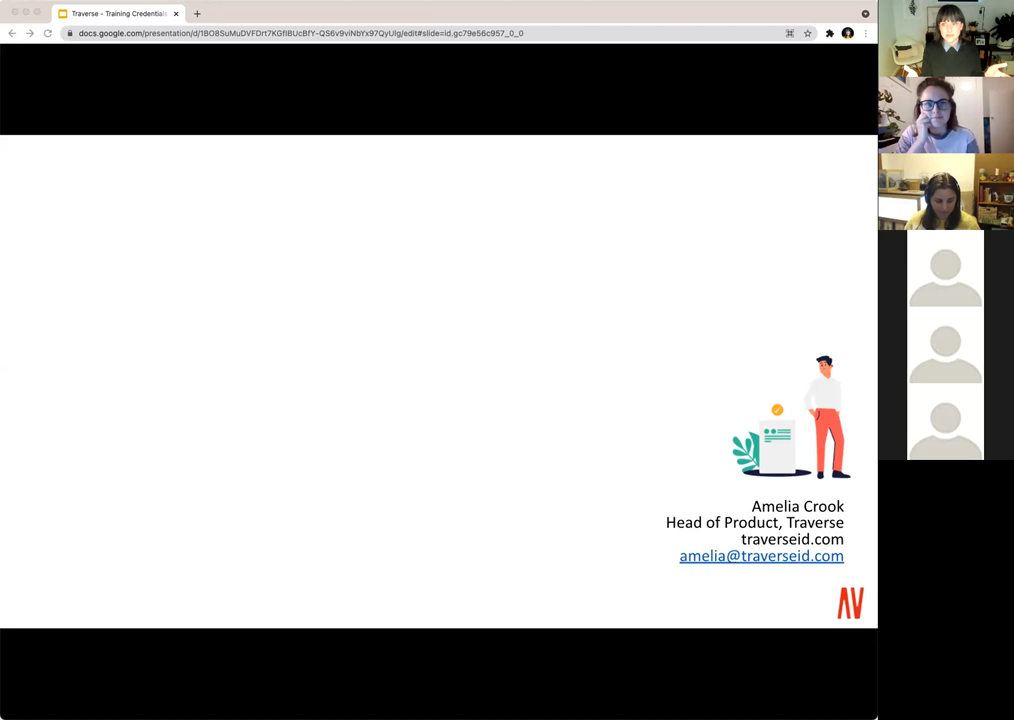 Traverse - Training Credentials
docs.google.com/presentation/d/1BO8SuMuDVFDrt7KGflBUcBfY-QS6v9viNbYx97QyUlg/edit#slide=id.gc79e56c957_0_0
Amelia Crook
Head of Product, Traverse
traverseid.com
amelia@traverseid.com
AV